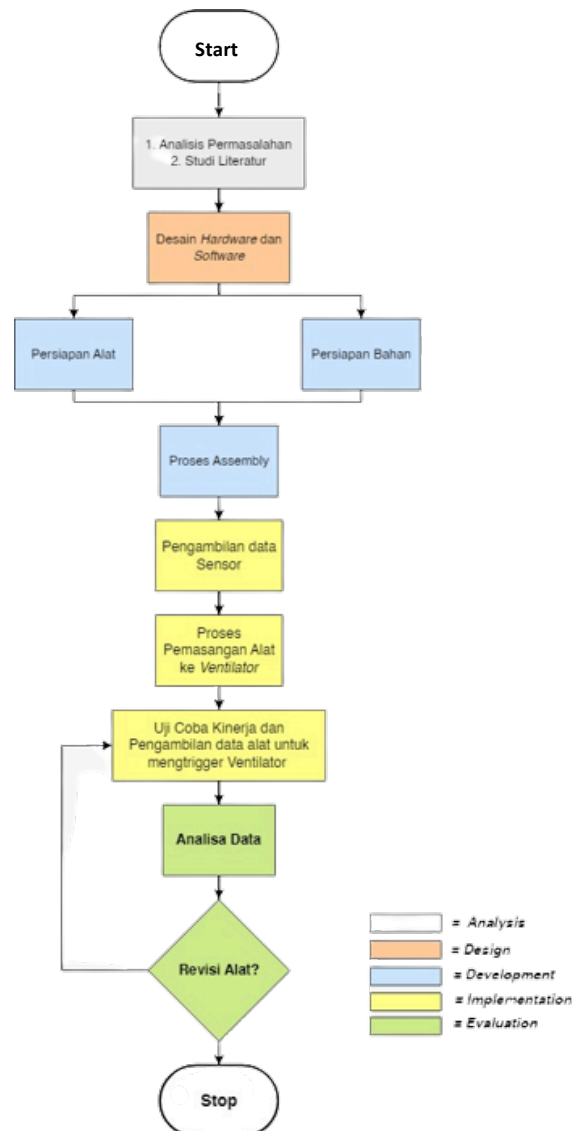 Start
1. Analisis Permasalahan
2. Studi Literatur
Desain Hardware dan
Software
Persiapan Alat
Persiapan Bahan
Proses Assembly
Pengambilan data
Sensor
Proses
Pemasangan Alat
ke Ventilator
Uji Coba Kinerja dan
Pengambilan data alat untuk
mengtrigger Ventilator
Analisa Data
Revisi Alat?
Stop
= Analysis
= Design
= Development
= Implementation
= Evaluation